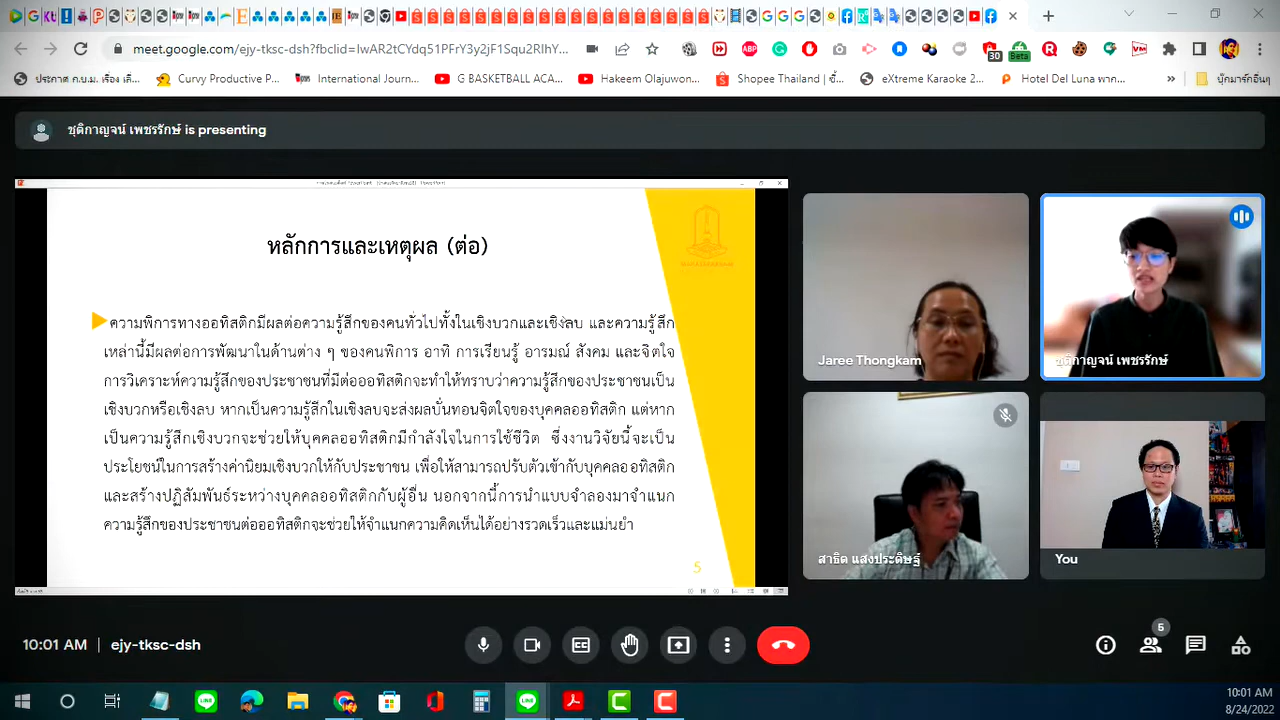 meet.google.com/ejy-tksc-dsh?fbclid=IwAR2tCYdq51PFrY3y2jF1Squ2RIhY...
ABP
30
Beta
VM
ประกาศ ก.บ.ม. เรื่อง เลื่...
Curvy Productive P...
International Journ...
G BASKETBALL ACA...
Hakeem Olajuwon...
Shopee Thailand | ซื้...
eXtreme Karaoke 2...
Hotel Del Luna พาก...
บุ๊กมาร์กอื่นๆ
ชุติกาญจน์ เพชรรักษ์ is presenting
หลักการและเหตุผล (ต่อ)
ความพิการทางออทิสติกมีผลต่อความรู้สึกของคนทั่วไปทั้งในเชิงบวกและเชิงลบ และความรู้สึก
เหล่านี้มีผลต่อการพัฒนาในด้านต่าง ๆ ของคนพิการ อาทิ การเรียนรู้ อารมณ์ สังคม และจิตใจ
การวิเคราะห์ความรู้สึกของประชาชนที่มีต่อออทิสติกจะทำให้ทราบว่าความรู้สึกของประชาชนเป็น
เชิงบวกหรือเชิงลบ หากเป็นความรู้สึกในเชิงลบจะส่งผลบั่นทอนจิตใจของบุคคลออทิสติก แต่หาก
เป็นความรู้สึกเชิงบวกจะช่วยให้บุคคลออทิสติกมีกำลังใจในการใช้ชีวิต ซึ่งงานวิจัยนี้จะเป็น
ประโยชน์ในการสร้างค่านิยมเชิงบวกให้กับประชาชน เพื่อให้สามารถปรับตัวเข้ากับบุคคลออทิสติก
และสร้างปฏิสัมพันธ์ระหว่างบุคคลออทิสติกกับผู้อื่น นอกจากนี้การนำแบบจำลองมาจำแนก
ความรู้สึกของประชาชนต่อออทิสติกจะช่วยให้จำแนกความคิดเห็นได้อย่างรวดเร็วและแม่นยำ
5
Jaree Thongkam
ชุติกาญจน์ เพชรรักษ์
สาธิต แสงประดิษฐ์
You
10:01 AM | ejy-tksc-dsh
5
10:01 AM
8/24/2022